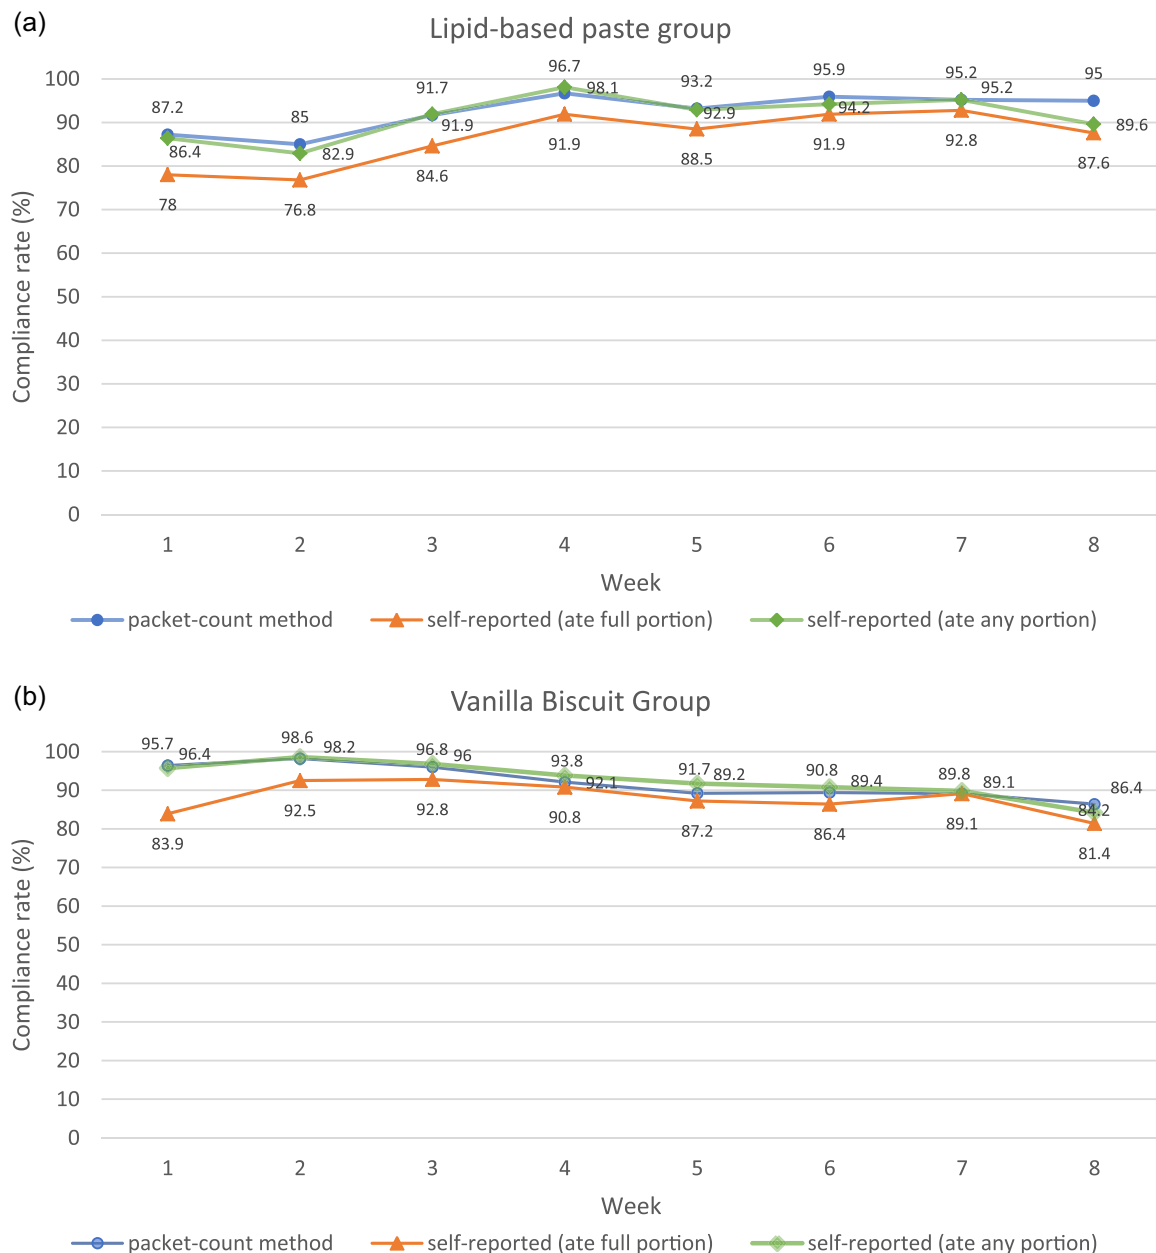 (a)
Lipid-based paste group
96.7
91.7 93.2 95.9 95.2 95
100
87.2 98.1 95.2
85 92.9 94.2
90 91.9 89.6
86.4 82.9
80 91.9 88.5 91.9 92.8 87.6
84.6
78 76.8
70
60
50
40
30
20
10
0
Compliance rate (%)
1 2 3 4 5 6 7 8
Week
packet-count method self-reported (ate full portion) self-reported (ate any portion)
(b)
Vanilla Biscuit Group
95.7 96.4 98.6 98.2 96.8 96 93.8 91.7 90.8 89.8
100
92.1 89.2 89.4 89.1 86.4
90
84.2
80
83.9 92.5 92.8 90.8 87.2 86.4 89.1 81.4
70
60
50
40
30
20
10
0
Compliance rate (%)
1 2 3 4 5 6 7 8
Week
packet-count method self-reported (ate full portion) self-reported (ate any portion)